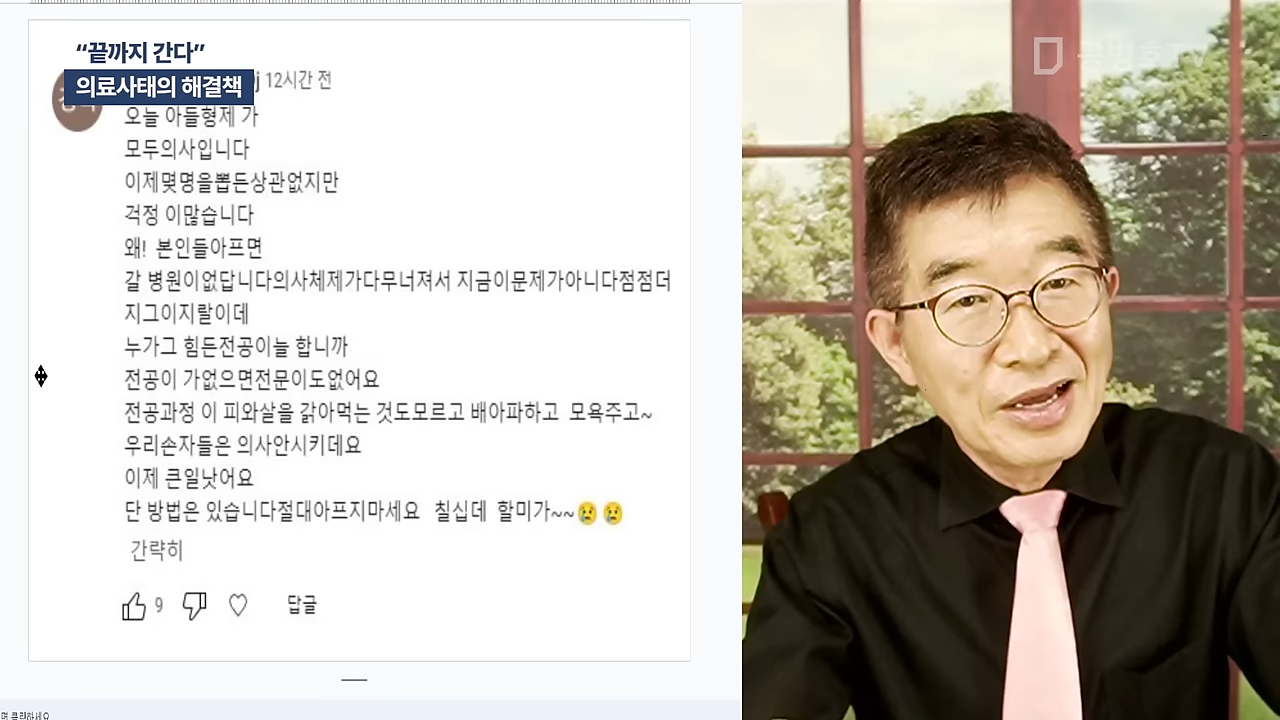 “끝까지 간다”
의료사태의 해결책
j 12시간 전
오늘 아들형제 가
모두의사입니다
이제몇명을뽑든상관없지만
걱정 이많습니다
왜! 본인들아프면
갈 병원이없답니다의사체제가다무너져서 지금이문제가아니다점점더
지그이지랄이데
누가그 힘든전공이늘 합니까
전공이 가없으면전문이도없어요
전공과정 이 피와살을 갉아먹는 것도모르고 배아파하고 모욕주고~
우리손자들은 의사안시키데요
이제 큰일낫어요
단 방법은 있습니다절대아프지마세요 칠십데 할미가~~😢😢
간략히
9
답글
공병호TV